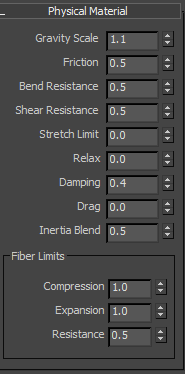 Physical Material
Gravity Scale 1.1
Friction 0.5
Bend Resistance 0.5
Shear Resistance 0.5
Stretch Limit 0.0
Relax 0.0
Damping 0.4
Drag 0.0
Inertia Blend 0.5
Fiber Limits
Compression 1.0
Expansion 1.0
Resistance 0.5